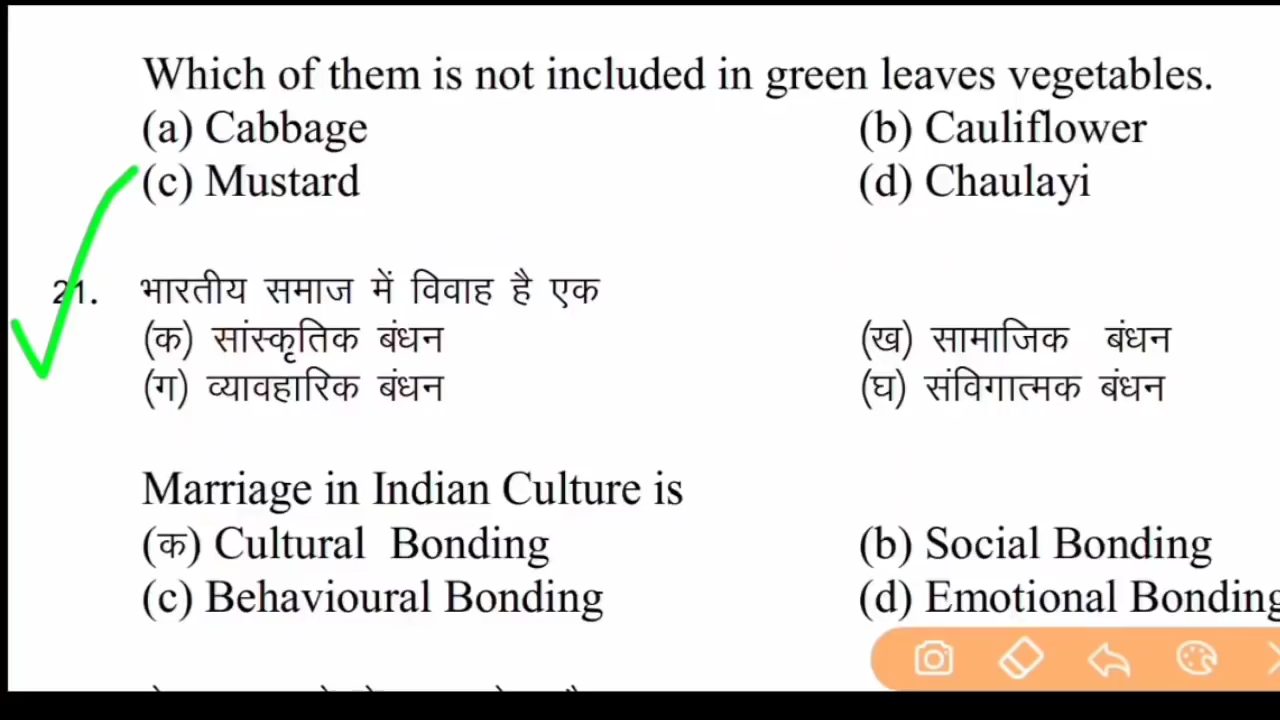 Which of them is not included in green leaves vegetables.
(a) Cabbage (b) Cauliflower
(c) Mustard (d) Chaulayi
21. भारतीय समाज में विवाह है एक
(क) सांस्कृतिक बंधन (ख) सामाजिक बंधन
(ग) व्यावहारिक बंधन (घ) संविगात्मक बंधन
Marriage in Indian Culture is
(क) Cultural Bonding (b) Social Bonding
(c) Behavioural Bonding (d) Emotional Bonding